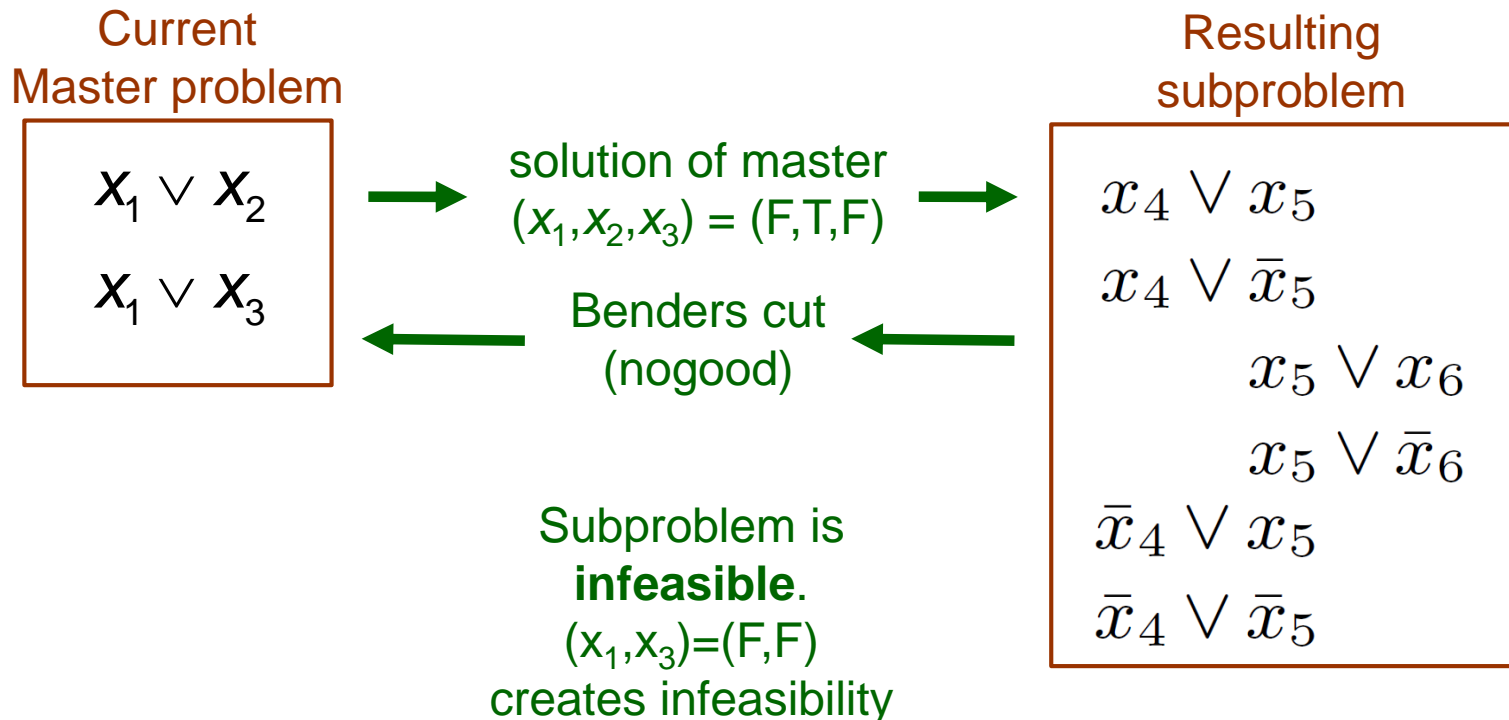 Current
Master problem
x₁ ∨ x₂
x₁ ∨ x₃
solution of master
(x₁,x₂,x₃) = (F,T,F)
Benders cut
(nogood)
Subproblem is
infeasible.
(x₁,x₃)=(F,F)
creates infeasibility
Resulting
subproblem
x₄ ∨ x₅
x₄ ∨ x̄₅
x₅ ∨ x₆
x₅ ∨ x̄₆
x̄₄ ∨ x₅
x̄₄ ∨ x̄₅